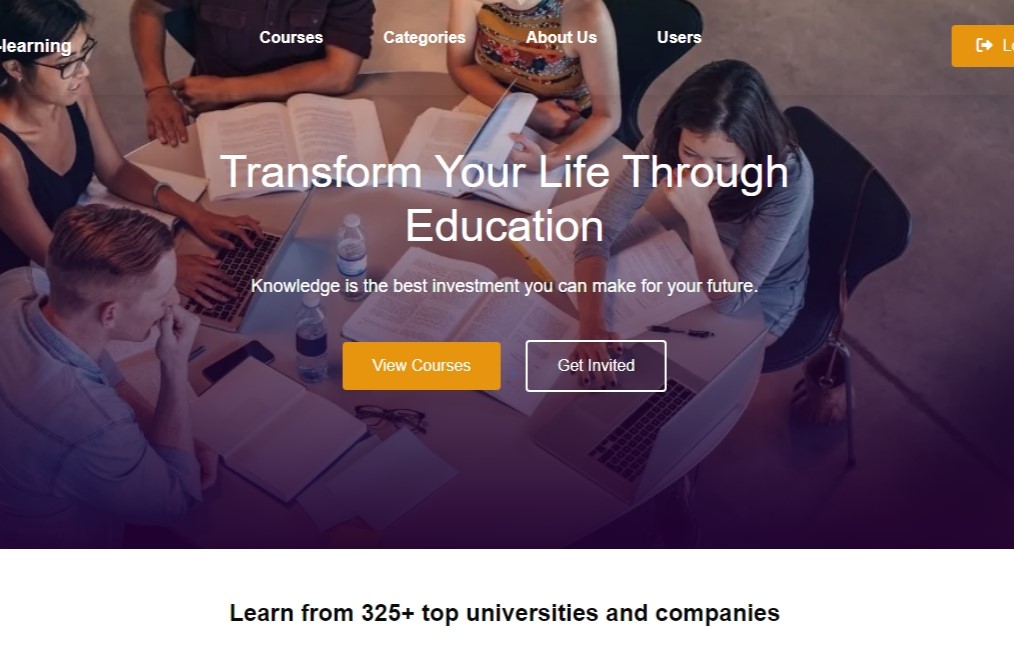 -learning
Courses
Categories
About Us
Users
Transform Your Life Through
Education
Knowledge is the best investment you can make for your future.
View Courses
Get Invited
Learn from 325+ top universities and companies